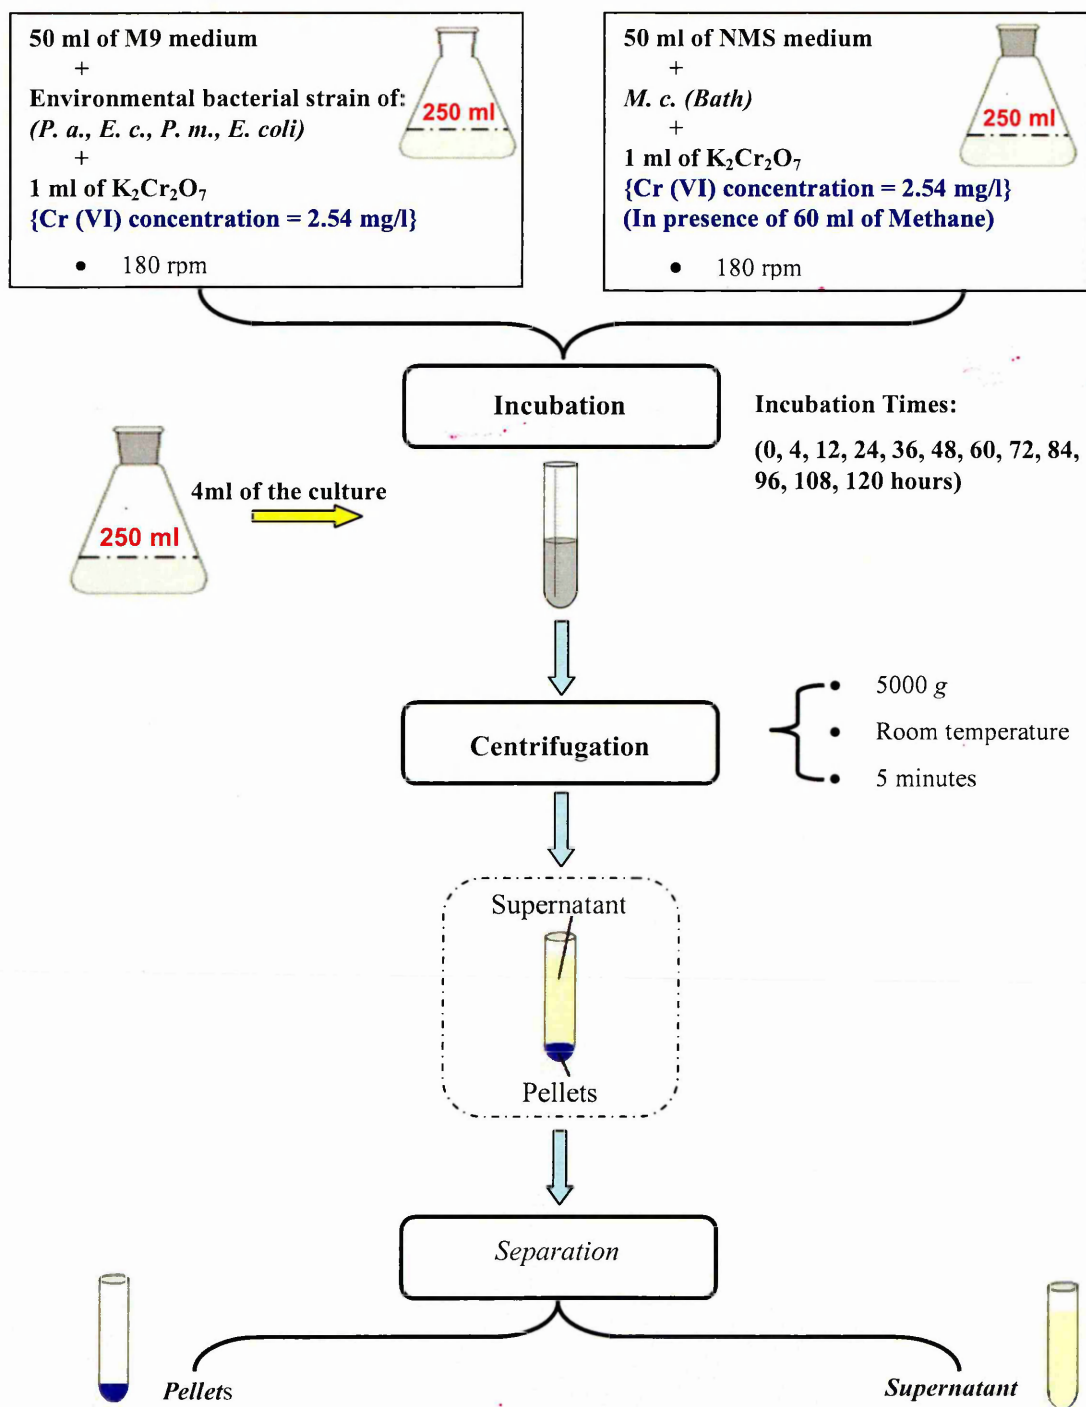 50 ml of M9 medium
+
Environmental bacterial strain of:
(P. a., E. c., P. m., E. coli)
+
1 ml of K₂Cr₂O₇
{Cr (VI) concentration = 2.54 mg/l}
• 180 rpm
250 ml
50 ml of NMS medium
+
M. c. (Bath)
+
1 ml of K₂Cr₂O₇
{Cr (VI) concentration = 2.54 mg/l}
(In presence of 60 ml of Methane)
• 180 rpm
250 ml
Incubation
Incubation Times:
(0, 4, 12, 24, 36, 48, 60, 72, 84,
96, 108, 120 hours)
4ml of the culture
250 ml
Centrifugation
• 5000 g
• Room temperature
• 5 minutes
Supernatant
Pellets
Separation
Pellets
Supernatant